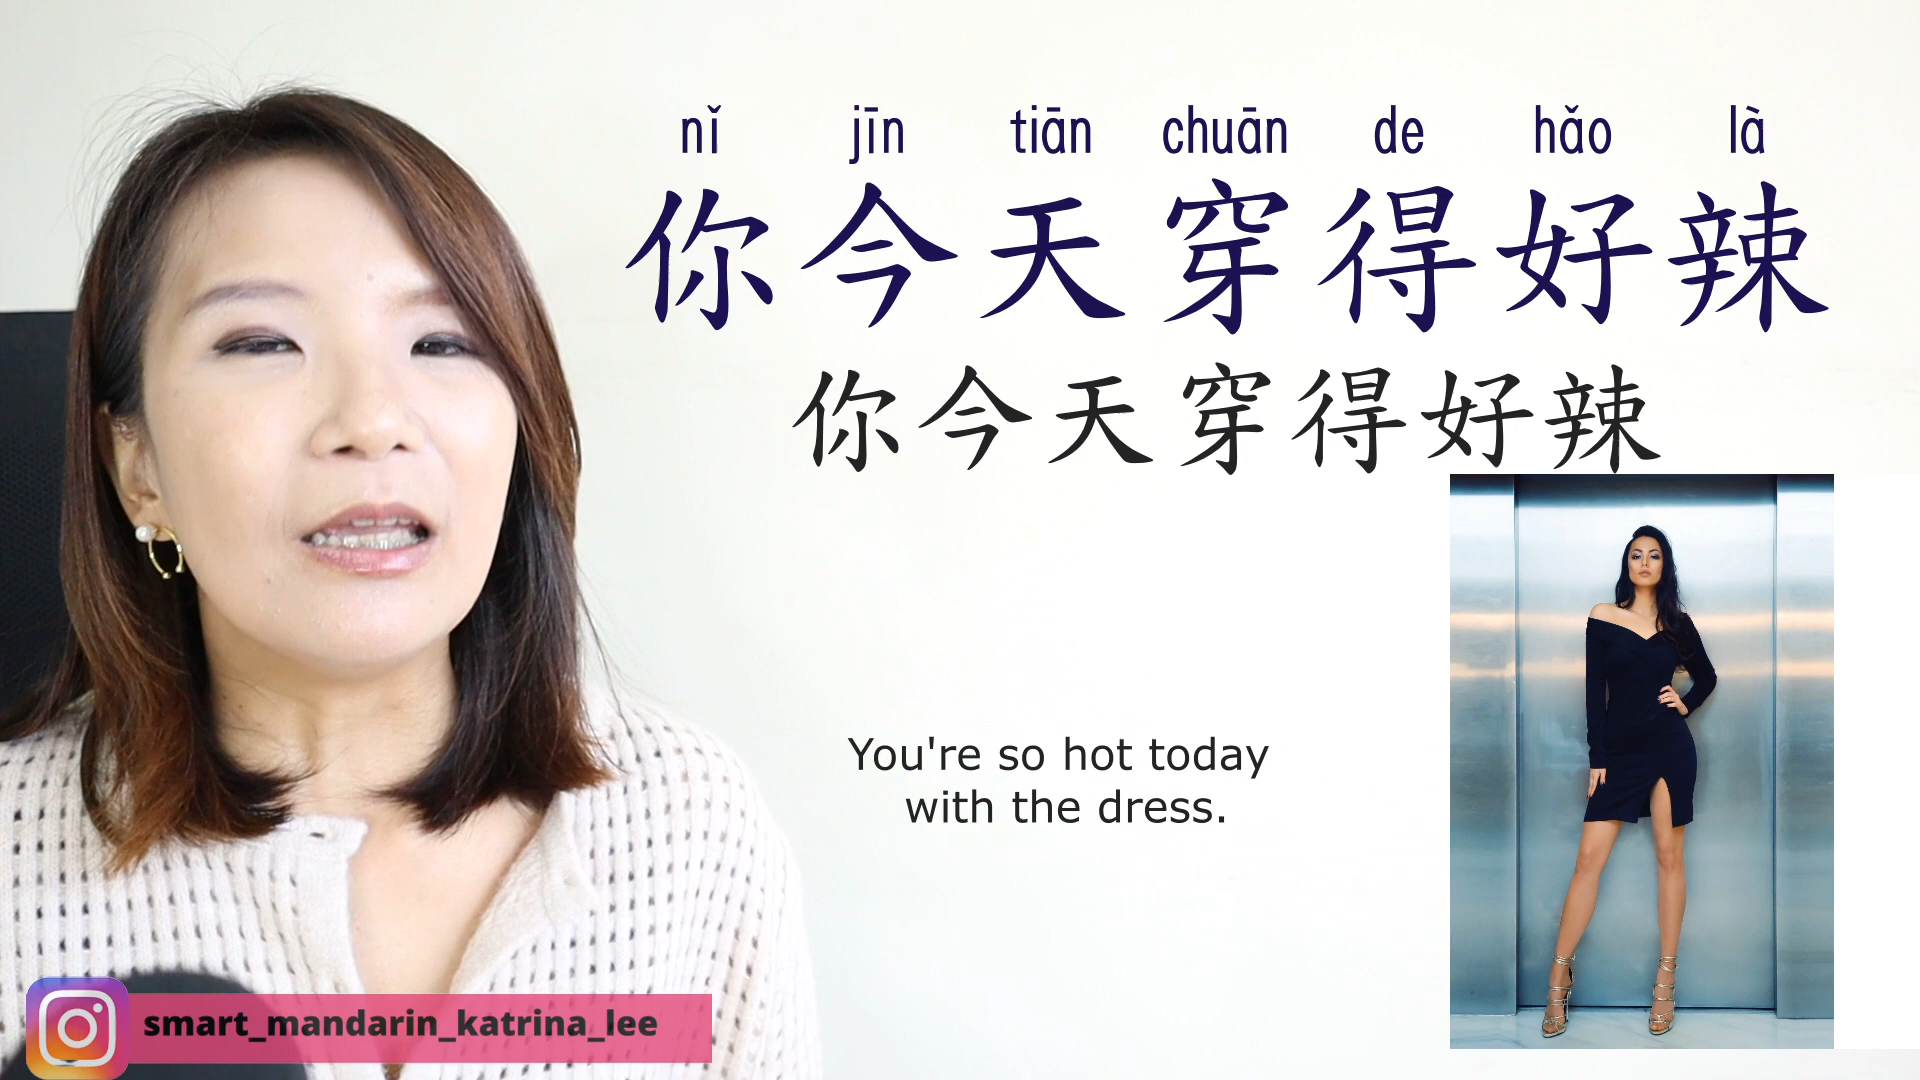 nǐ jīn tiān chuān de hǎo là
你今天穿得好辣
你今天穿得好辣
You're so hot today
with the dress.
smart_mandarin_katrina_lee